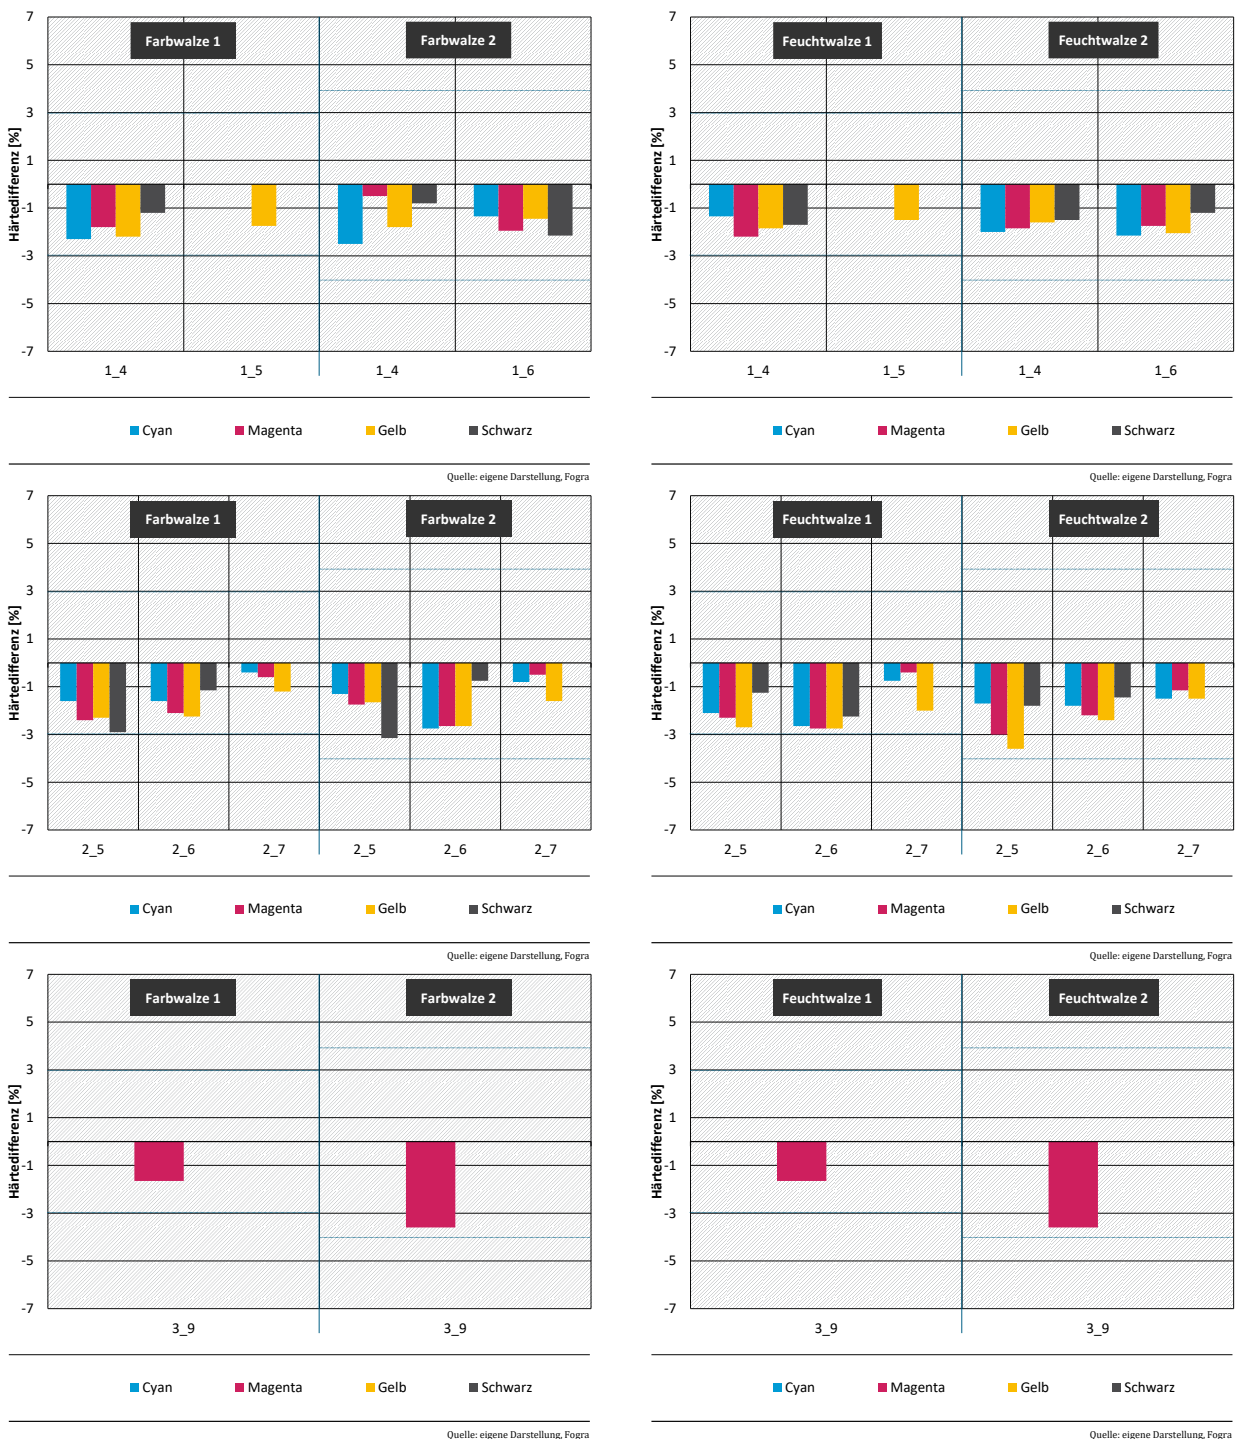 7
5
3
1
-1
-3
-5
-7
Härtedifferenz [%]
Farbwalze 1
Farbwalze 2
1_4 1_5 1_4 1_6
Cyan Magenta Gelb Schwarz
Quelle: eigene Darstellung, Fogra
7
5
3
1
-1
-3
-5
-7
Härtedifferenz [%]
Feuchtwalze 1
Feuchtwalze 2
1_4 1_5 1_4 1_6
Cyan Magenta Gelb Schwarz
Quelle: eigene Darstellung, Fogra
7
5
3
1
-1
-3
-5
-7
Härtedifferenz [%]
Farbwalze 1
Farbwalze 2
2_5 2_6 2_7 2_5 2_6 2_7
Cyan Magenta Gelb Schwarz
Quelle: eigene Darstellung, Fogra
7
5
3
1
-1
-3
-5
-7
Härtedifferenz [%]
Feuchtwalze 1
Feuchtwalze 2
2_5 2_6 2_7 2_5 2_6 2_7
Cyan Magenta Gelb Schwarz
Quelle: eigene Darstellung, Fogra
7
5
3
1
-1
-3
-5
-7
Härtedifferenz [%]
Farbwalze 1
Farbwalze 2
3_9 3_9
Cyan Magenta Gelb Schwarz
Quelle: eigene Darstellung, Fogra
7
5
3
1
-1
-3
-5
-7
Härtedifferenz [%]
Feuchtwalze 1
Feuchtwalze 2
3_9 3_9
Cyan Magenta Gelb Schwarz
Quelle: eigene Darstellung, Fogra